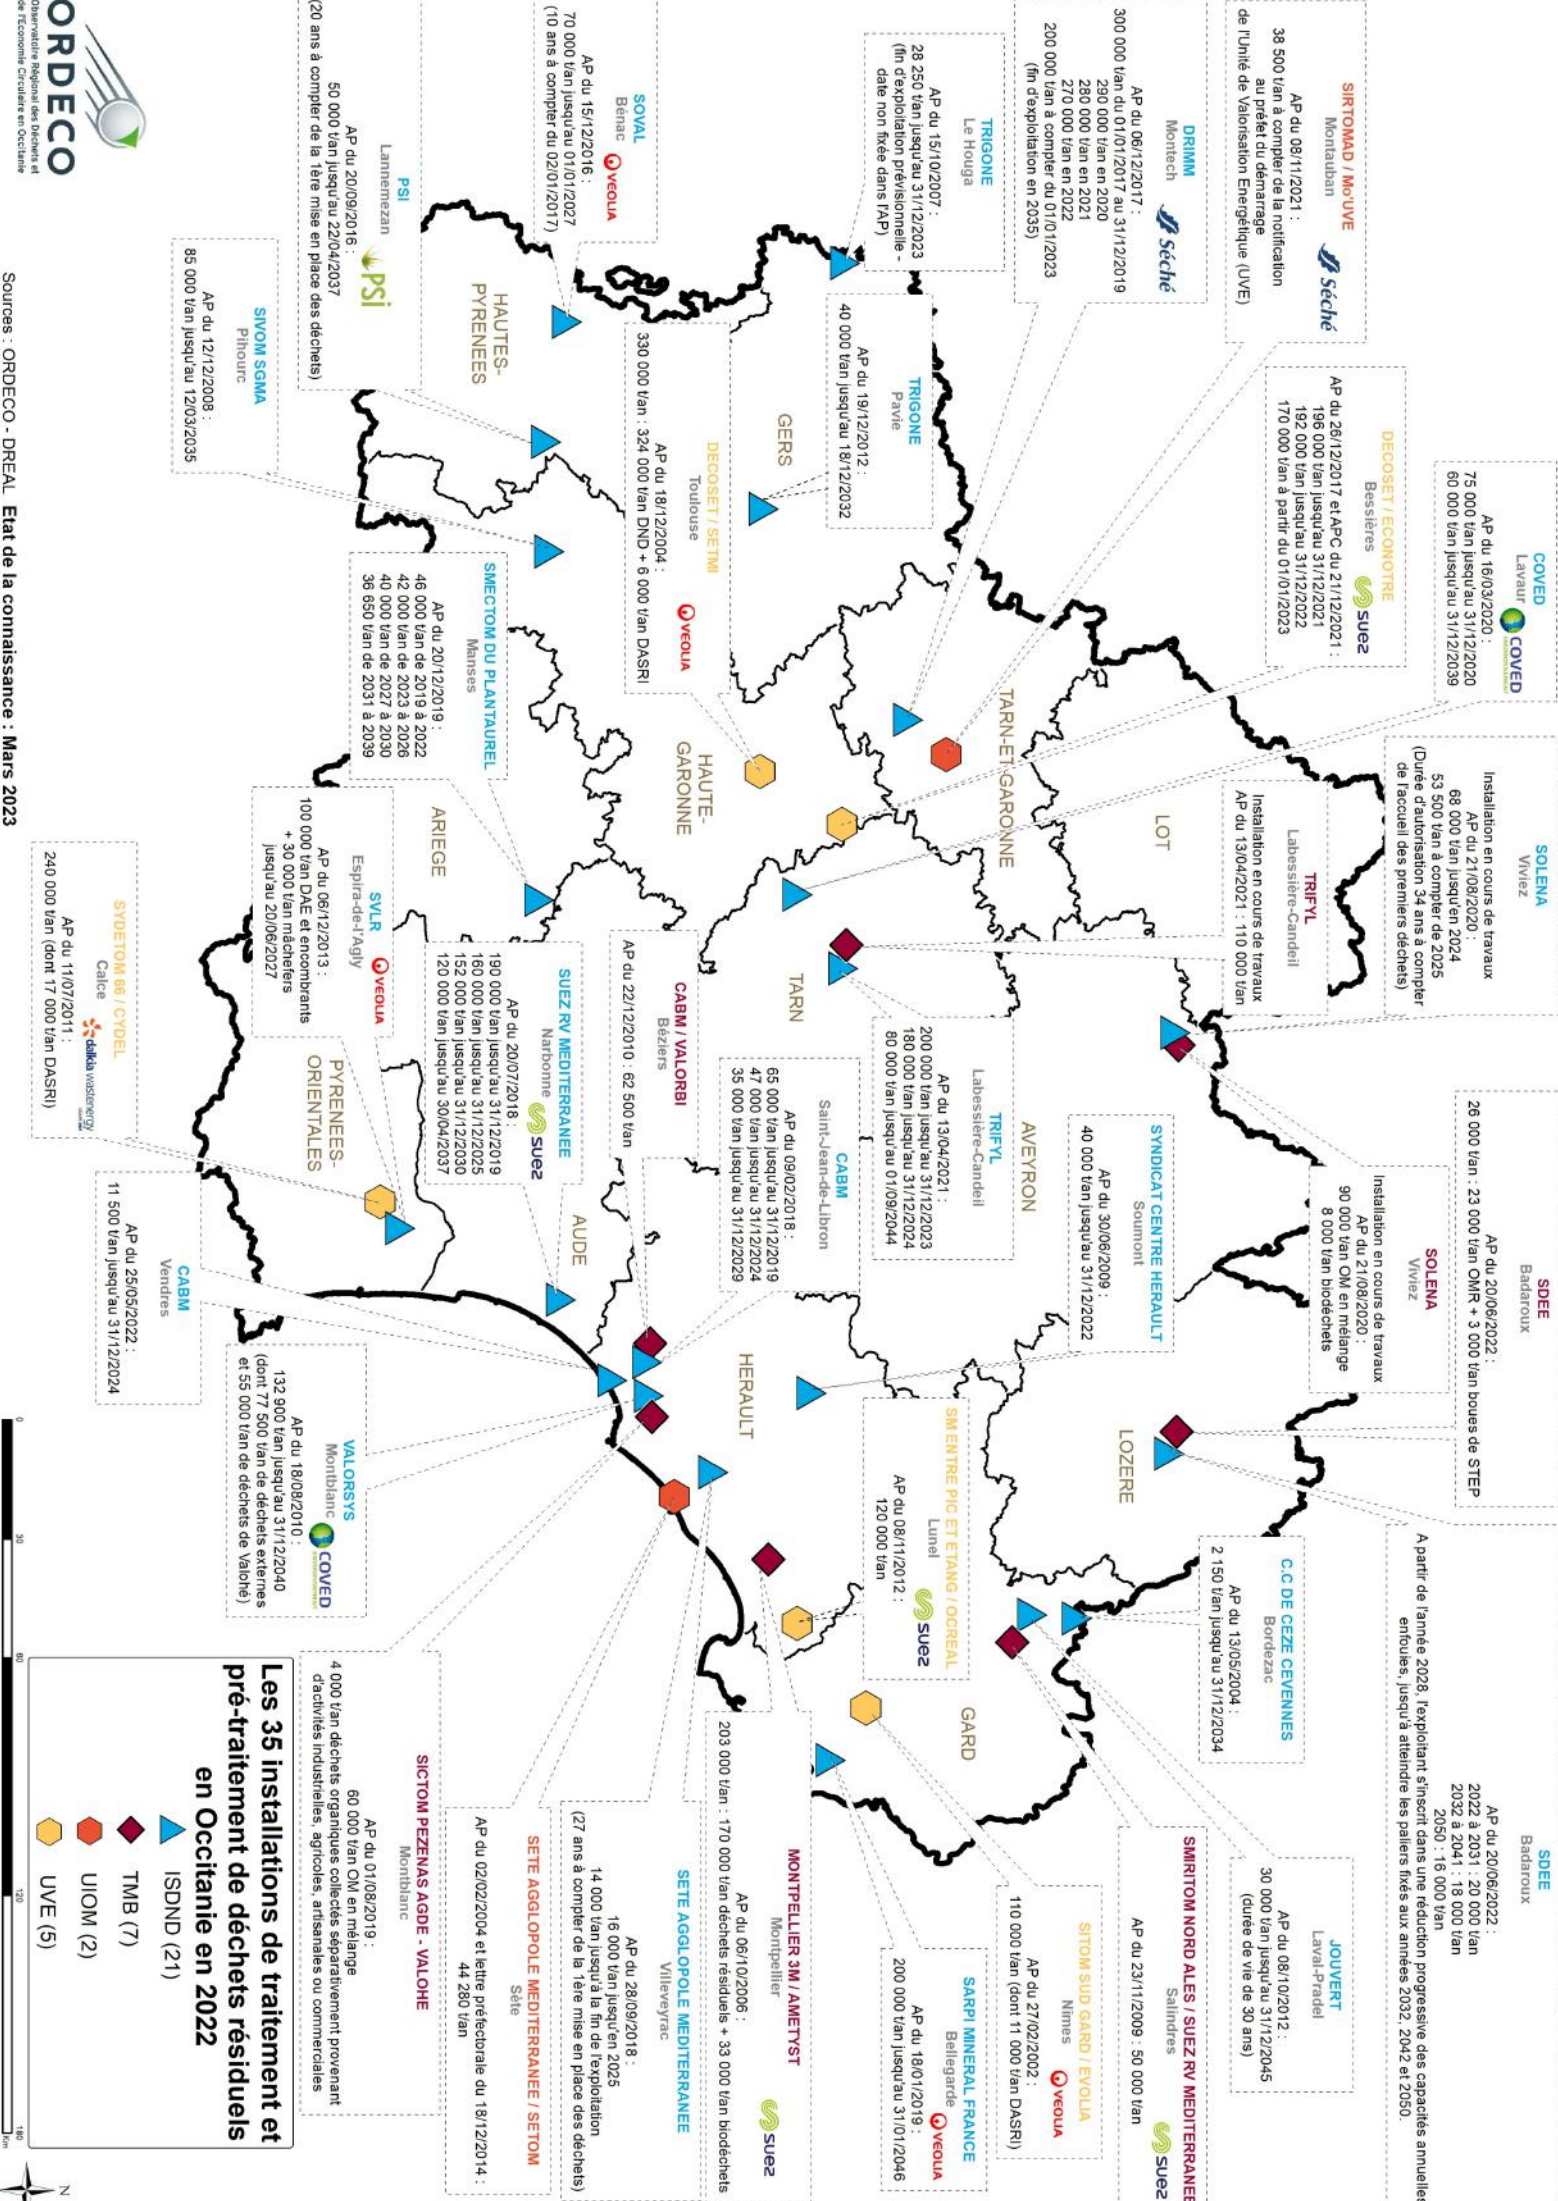 SIRTOMAD / Mo'UVE
Montauban
Séché
AP du 08/11/2021 :
38 500 t/an à compter de la notification
au préfet du démarrage
de l'Unité de Valorisation Energétique (UVE)
DRIMM
Montech
Séché
AP du 06/12/2017 :
300 000 t/an du 01/01/2017 au 31/12/2019
290 000 t/an en 2020
280 000 t/an en 2021
270 000 t/an en 2022
200 000 t/an à compter du 01/01/2023
(fin d'exploitation en 2035)
TRIGONE
Le Houga
AP du 15/10/2007 :
28 250 t/an jusqu'au 31/12/2023
(fin d'exploitation prévisionnelle -
date non fixée dans l'AP)
SOVAL
Bénac
VEOLIA
AP du 15/12/2016 :
70 000 t/an jusqu'au 01/01/2027
(10 ans à compter du 02/01/2017)
PSI
Lannemezan
PSi
AP du 20/09/2016 :
50 000 t/an jusqu'au 22/04/2037
(20 ans à compter de la 1ère mise en place des déchets)
SIVOM SGMA
Pihourc
AP du 12/12/2008 :
85 000 t/an jusqu'au 12/03/2035
TRIGONE
Pavie
AP du 19/12/2012 :
40 000 t/an jusqu'au 18/12/2032
DECOSET / SETMI
Toulouse
VEOLIA
AP du 18/12/2004 :
330 000 t/an : 324 000 t/an DND + 6 000 t/an DASRI
DECOSET / ECONOTRE
Bessières
suez
AP du 26/12/2017 et APC du 21/12/2021 :
196 000 t/an jusqu'au 31/12/2021
192 000 t/an jusqu'au 31/12/2022
170 000 t/an à partir du 01/01/2023
COVED
Lavaur
COVED
ENVIRONNEMENT
AP du 16/03/2020 :
75 000 t/an jusqu'au 31/12/2020
60 000 t/an jusqu'au 31/12/2039
SMECTOM DU PLANTAUREL
Manses
AP du 20/12/2019 :
46 000 t/an de 2019 à 2022
42 000 t/an de 2023 à 2026
40 000 t/an de 2027 à 2030
36 650 t/an de 2031 à 2039
SOLENA
Viviez
Installation en cours de travaux
AP du 21/08/2020 :
68 000 t/an jusqu'en 2024
53 500 t/an à compter de 2025
(Durée d'autorisation 34 ans à compter
de l'accueil des premiers déchets)
TRIFYL
Labessière-Candeil
Installation en cours de travaux
AP du 13/04/2021 : 110 000 t/an
SVLR
Espira-de-l'Agly
VEOLIA
AP du 06/12/2013 :
100 000 t/an DAE et encombrants
+ 30 000 t/an mâchefers
jusqu'au 20/06/2027
SYDETOM 66 / CYDEL
Calce
dalkia wastenergy
AP du 11/07/2011 :
240 000 t/an (dont 17 000 t/an DASRI)
SUEZ RV MEDITERRANEE
Narbonne
suez
AP du 20/07/2018 :
190 000 t/an jusqu'au 31/12/2019
160 000 t/an jusqu'au 31/12/2025
152 000 t/an jusqu'au 31/12/2030
120 000 t/an jusqu'au 30/04/2037
CABM / VALORBI
Béziers
AP du 22/12/2010 : 62 500 t/an
TRIFYL
Labessière-Candeil
AP du 13/04/2021 :
200 000 t/an jusqu'au 31/12/2023
180 000 t/an jusqu'au 31/12/2024
80 000 t/an jusqu'au 01/09/2044
CABM
Saint-Jean-de-Libron
AP du 09/02/2018 :
65 000 t/an jusqu'au 31/12/2019
47 000 t/an jusqu'au 31/12/2024
35 000 t/an jusqu'au 31/12/2029
SYNDICAT CENTRE HERAULT
Soumont
AP du 30/06/2009 :
40 000 t/an jusqu'au 31/12/2022
SOLENA
Viviez
Installation en cours de travaux
AP du 21/08/2020 :
90 000 t/an OM en mélange
8 000 t/an biodéchets
SDEE
Badaroux
AP du 20/06/2022 :
26 000 t/an : 23 000 t/an OMR + 3 000 t/an boues de STEP
CABM
Vendres
AP du 25/05/2022 :
11 500 t/an jusqu'au 31/12/2024
VALORSYS
Montblanc
COVED
ENVIRONNEMENT
AP du 18/08/2010 :
132 900 t/an jusqu'au 31/12/2040
(dont 77 500 t/an de déchets externes
et 55 000 t/an de déchets de Valohé)
SM ENTRE PIC ET ETANG / OCREAL
Lunel
suez
AP du 08/11/2012 :
120 000 t/an
C.C DE CEZE CEVENNES
Bordezac
AP du 13/05/2004 :
2 150 t/an jusqu'au 31/12/2034
SDEE
Badaroux
AP du 20/06/2022 :
2022 à 2031 : 20 000 t/an
2032 à 2041 : 18 000 t/an
2050 : 16 000 t/an
A partir de l'année 2028, l'exploitant s'inscrit dans une réduction progressive des capacités annuelles
enfouies, jusqu'à atteindre les paliers fixés aux années 2032, 2042 et 2050.
JOUVERT
Laval-Pradel
AP du 08/10/2012 :
30 000 t/an jusqu'au 31/12/2045
(durée de vie de 30 ans)
SMIRITOM NORD ALES / SUEZ RV MEDITERRANEE
Salindres
suez
AP du 23/11/2009 : 50 000 t/an
SITOM SUD GARD / EVOLIA
Nîmes
VEOLIA
AP du 27/02/2002 :
110 000 t/an (dont 11 000 t/an DASRI)
SARPI MINERAL FRANCE
Bellegarde
VEOLIA
AP du 18/01/2019 :
200 000 t/an jusqu'au 31/01/2046
MONTPELLIER 3M / AMETYST
Montpellier
suez
AP du 06/10/2006 :
203 000 t/an : 170 000 t/an déchets résiduels + 33 000 t/an biodéchets
SETE AGGLOPOLE MEDITERRANEE
Villeveyrac
AP du 28/09/2018 :
16 000 t/an jusqu'en 2025
14 000 t/an jusqu'à la fin de l'exploitation
(27 ans à compter de la 1ère mise en place des déchets)
SETE AGGLOPOLE MEDITERRANEE / SETOM
Sète
AP du 02/02/2004 et lettre préfectorale du 18/12/2014 :
44 280 t/an
SICTOM PEZENAS AGDE - VALOHE
Montblanc
AP du 01/08/2019 :
60 000 t/an OM en mélange
4 000 t/an déchets organiques collectés séparativement provenant
d'activités industrielles, agricoles, artisanales ou commerciales
HAUTES-
PYRENEES
GERS
HAUTE-
GARONNE
TARN-ET-GARONNE
LOT
ARIEGE
TARN
AVEYRON
PYRENEES-
ORIENTALES
AUDE
HERAULT
LOZERE
GARD
Les 35 installations de traitement et
pré-traitement de déchets résiduels
en Occitanie en 2022
ISDND (21)
TMB (7)
UIOM (2)
UVE (5)
0 30 60 120 180
Km
N
ORDECO
Observatoire Régional des Déchets et
de l'Economie Circulaire en Occitanie
Sources : ORDECO - DREAL Etat de la connaissance : Mars 2023